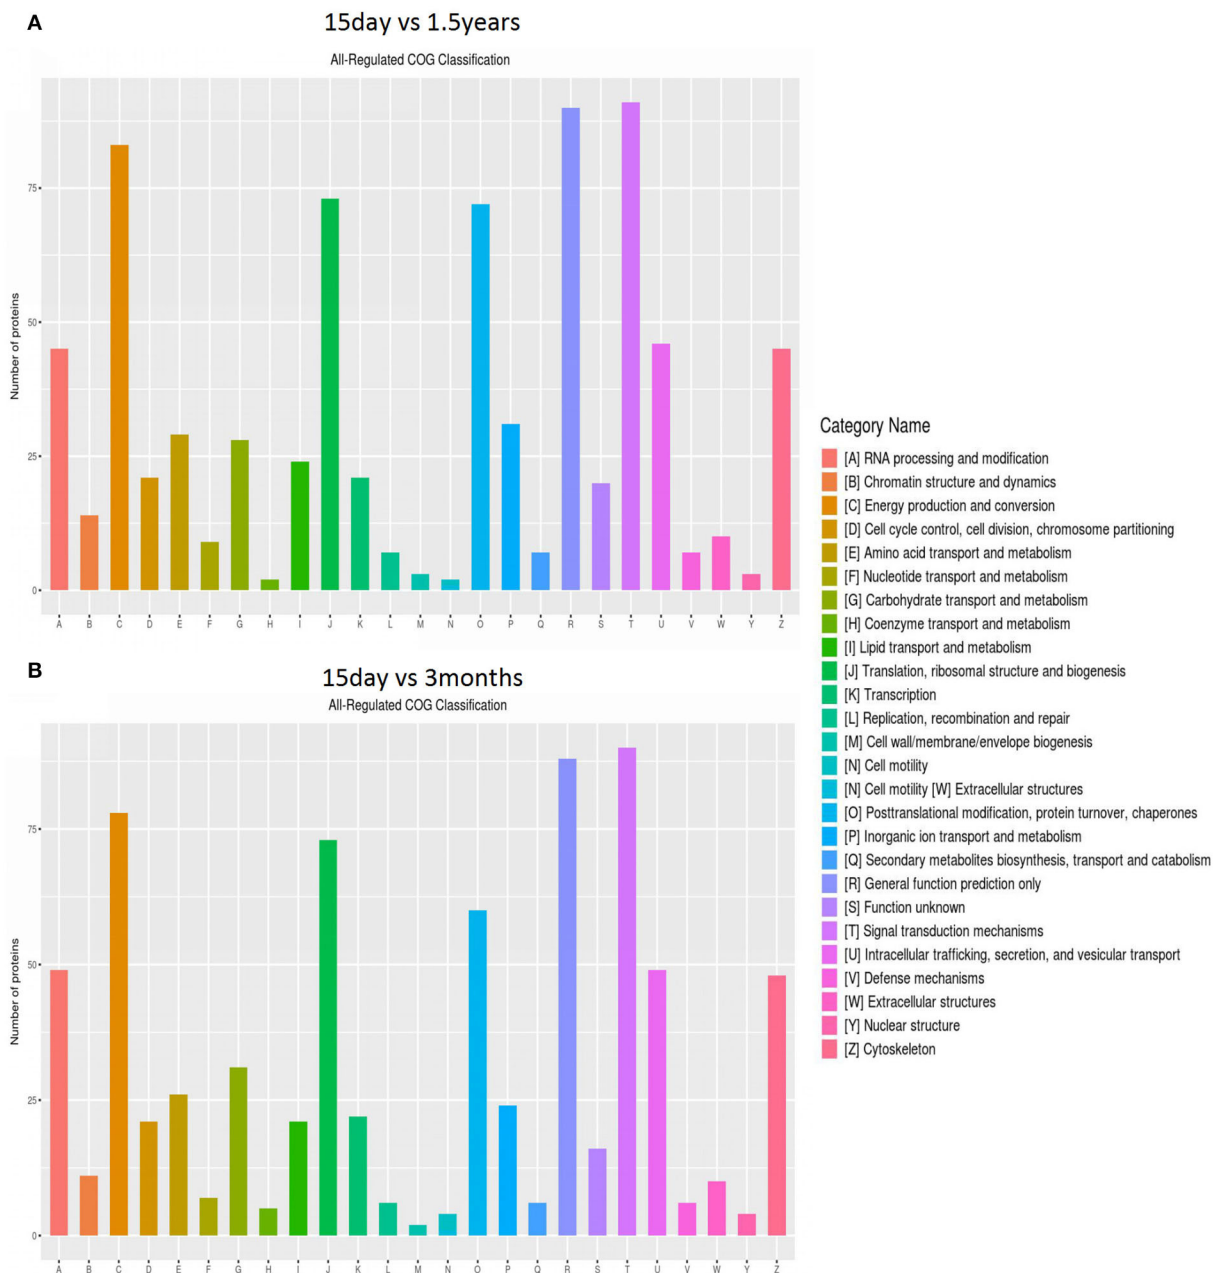 A
15day vs 1.5years
All-Regulated COG Classification
Number of proteins
75
50
25
0
A B C D E F G H I J K L M N O P Q R S T U V W Y Z
B
15day vs 3months
All-Regulated COG Classification
Number of proteins
75
50
25
0
A B C D E F G H I J K L M N O P Q R S T U V W Y Z
Category Name
[A] RNA processing and modification
[B] Chromatin structure and dynamics
[C] Energy production and conversion
[D] Cell cycle control, cell division, chromosome partitioning
[E] Amino acid transport and metabolism
[F] Nucleotide transport and metabolism
[G] Carbohydrate transport and metabolism
[H] Coenzyme transport and metabolism
[I] Lipid transport and metabolism
[J] Translation, ribosomal structure and biogenesis
[K] Transcription
[L] Replication, recombination and repair
[M] Cell wall/membrane/envelope biogenesis
[N] Cell motility
[N] Cell motility [W] Extracellular structures
[O] Posttranslational modification, protein turnover, chaperones
[P] Inorganic ion transport and metabolism
[Q] Secondary metabolites biosynthesis, transport and catabolism
[R] General function prediction only
[S] Function unknown
[T] Signal transduction mechanisms
[U] Intracellular trafficking, secretion, and vesicular transport
[V] Defense mechanisms
[W] Extracellular structures
[Y] Nuclear structure
[Z] Cytoskeleton